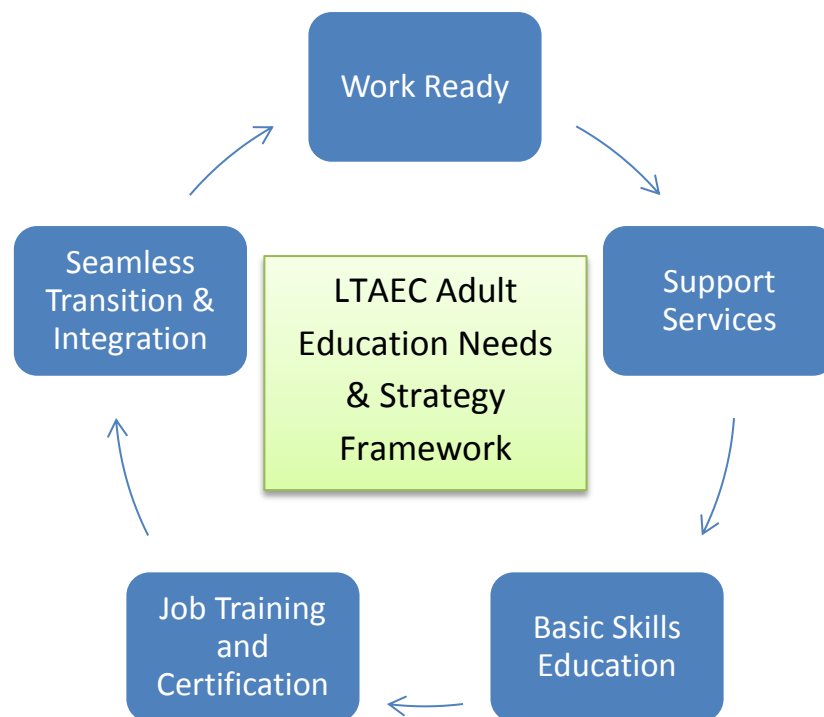 Work Ready
Support
Services
Basic Skills
Education
Job Training
and
Certification
Seamless
Transition &
Integration
LTAEC Adult
Education Needs
& Strategy
Framework